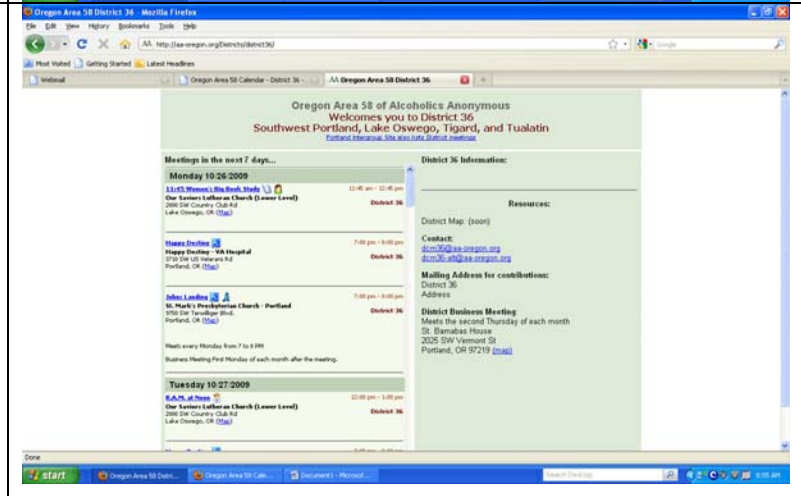 Oregon Area 58 District 36 - Mozilla Firefox
File Edit View History Bookmarks Tools Help
http://aa-oregon.org/Districts/district36/
Google
Most Visited Getting Started Latest Headlines
Webmail
Oregon Area 58 Calendar - District 36 -...
AA Oregon Area 58 District 36
Oregon Area 58 of Alcoholics Anonymous
Welcomes you to District 36
Southwest Portland, Lake Oswego, Tigard, and Tualatin
Portland Intergroup Site also lists District meetings
Meetings in the next 7 days...
Monday 10/26/2009
11:45 Women's Big Book Study
11:45 am - 12:45 pm
Our Saviors Lutheran Church (Lower Level)
District 36
2000 SW Country Club Rd
Lake Oswego, OR (Map)
Happy Destiny
7:00 pm - 8:00 pm
Happy Destiny - VA Hospital
District 36
3710 SW US Veterans Rd
Portland, OR (Map)
Johns Landing
7:00 pm - 8:00 pm
St. Mark's Presbyterian Church - Portland
District 36
9750 SW Terwilliger Blvd.
Portland, OR (Map)
Meets every Monday from 7 to 8 PM
Business Meeting First Monday of each month after the meeting.
Tuesday 10/27/2009
R.A.M. at Noon
12:00 pm - 1:00 pm
Our Saviors Lutheran Church (Lower Level)
District 36
2000 SW Country Club Rd
Lake Oswego, OR (Map)
District 36 Information:
Resources:
District Map: (soon)
Contact:
dcm36@aa-oregon.org
dcm36-alt@aa-oregon.org
Mailing Address for contributions:
District 36
Address
District Business Meeting
Meets the second Thursday of each month
St. Barnabas House
2025 SW Vermont St
Portland, OR 97219 (map)
Done
start
Oregon Area 58 Distri...
Oregon Area 58 Cale...
Document1 - Microsof...
Search Desktop
8:55 AM